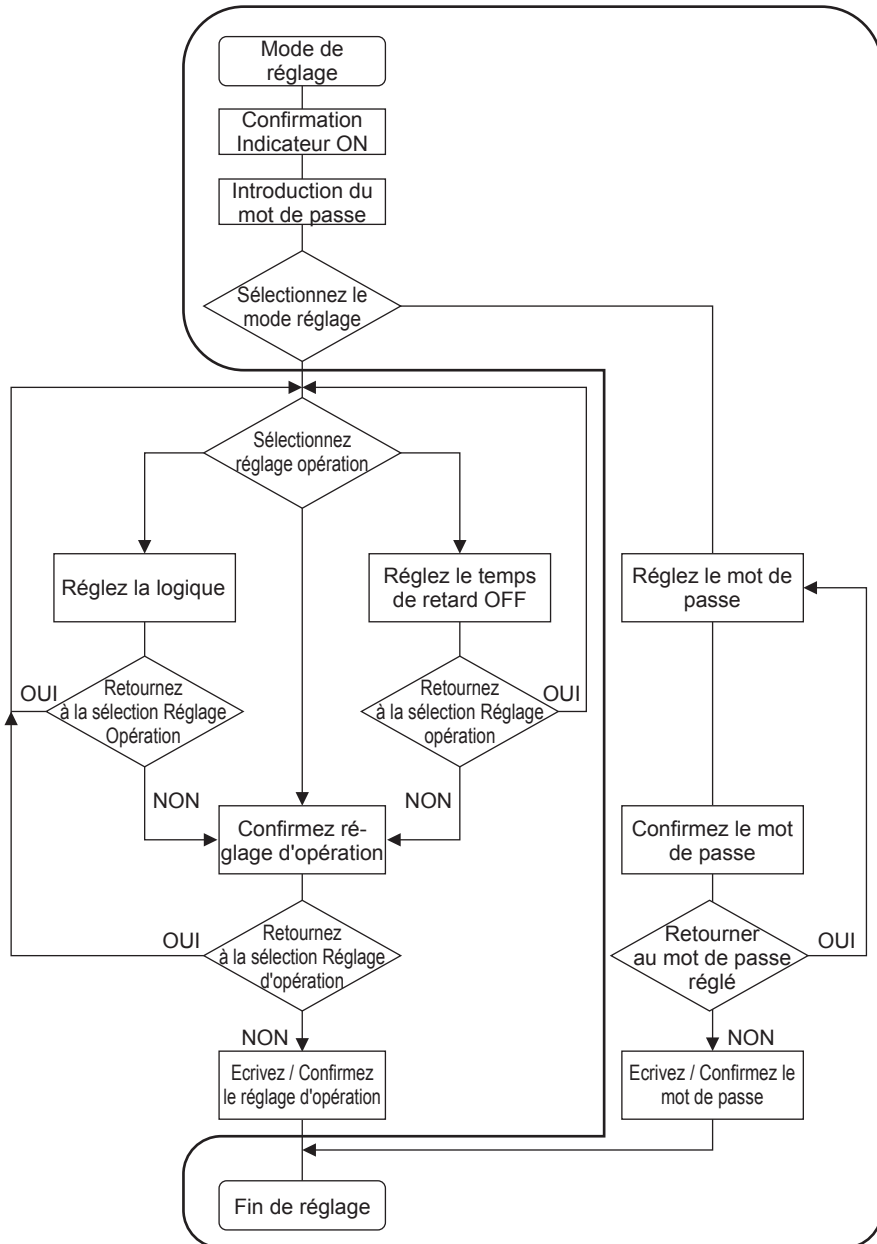 Mode de
réglage
Confirmation
Indicateur ON
Introduction du
mot de passe
Sélectionnez le
mode réglage
Sélectionnez
réglage opération
Réglez la logique
Réglez le temps
de retard OFF
Réglez le mot de
passe
OUI
Retournez
à la sélection Réglage
Opération
Retournez
à la sélection Réglage
opération
OUI
NON
NON
Confirmez ré-
glage d'opération
Confirmez le mot
de passe
OUI
Retournez
à la sélection Réglage
d'opération
Retourner
au mot de passe
réglé
OUI
NON
NON
Ecrivez / Confirmez
le réglage d'opération
Ecrivez / Confirmez le
mot de passe
Fin de réglage